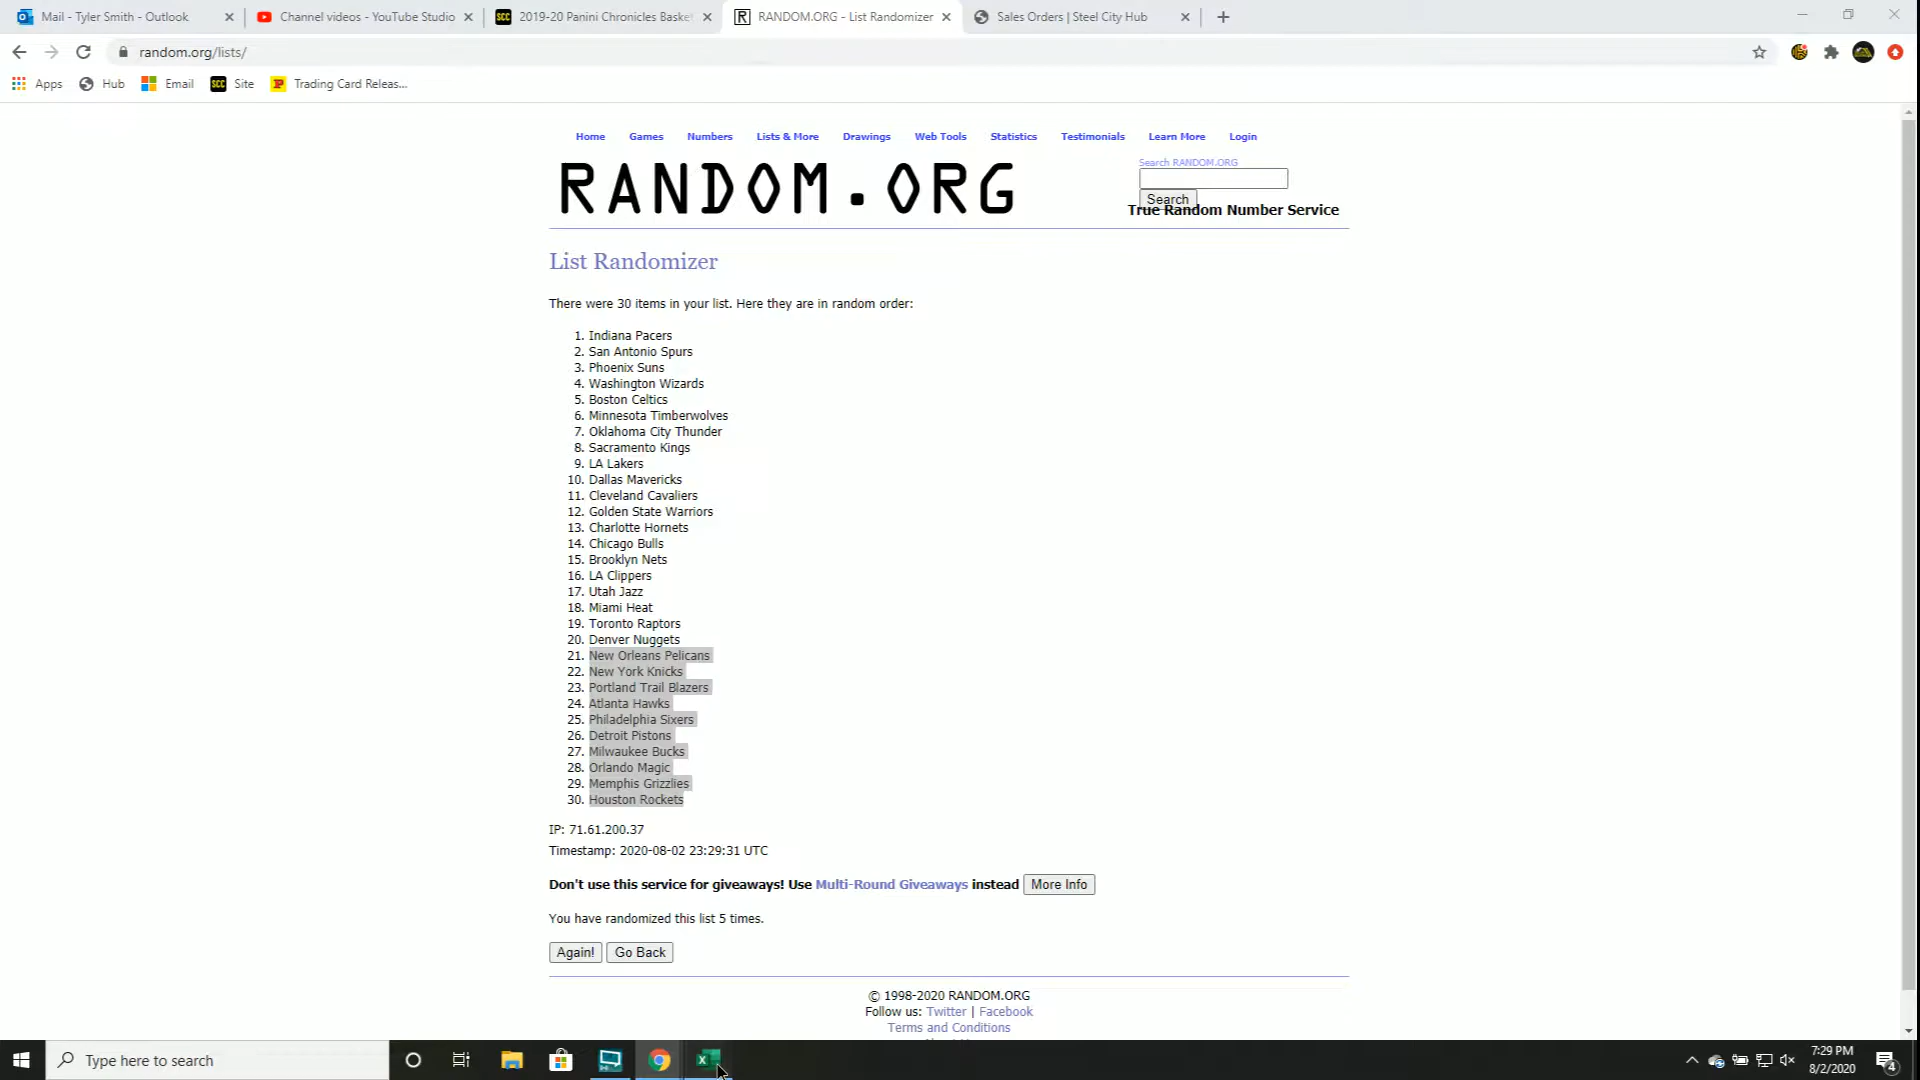 Mail - Tyler Smith - Outlook
Channel videos - YouTube Studio
SCC 2019-20 Panini Chronicles Basket
R RANDOM.ORG - List Randomizer
Sales Orders | Steel City Hub
random.org/lists/
Apps
Hub
Email
SCC Site
Trading Card Releas...
Home Games Numbers Lists & More Drawings Web Tools Statistics Testimonials Learn More Login
RANDOM.ORG
Search RANDOM.ORG
Search
True Random Number Service
List Randomizer
There were 30 items in your list. Here they are in random order:
1. Indiana Pacers
2. San Antonio Spurs
3. Phoenix Suns
4. Washington Wizards
5. Boston Celtics
6. Minnesota Timberwolves
7. Oklahoma City Thunder
8. Sacramento Kings
9. LA Lakers
10. Dallas Mavericks
11. Cleveland Cavaliers
12. Golden State Warriors
13. Charlotte Hornets
14. Chicago Bulls
15. Brooklyn Nets
16. LA Clippers
17. Utah Jazz
18. Miami Heat
19. Toronto Raptors
20. Denver Nuggets
21. New Orleans Pelicans
22. New York Knicks
23. Portland Trail Blazers
24. Atlanta Hawks
25. Philadelphia Sixers
26. Detroit Pistons
27. Milwaukee Bucks
28. Orlando Magic
29. Memphis Grizzlies
30. Houston Rockets
IP: 71.61.200.37
Timestamp: 2020-08-02 23:29:31 UTC
Don't use this service for giveaways! Use Multi-Round Giveaways instead More Info
You have randomized this list 5 times.
Again! Go Back
© 1998-2020 RANDOM.ORG
Follow us: Twitter | Facebook
Terms and Conditions
Type here to search
7:29 PM
8/2/2020
4